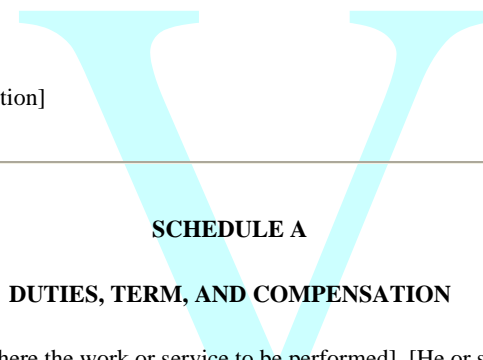 tion]
SCHEDULE A
DUTIES, TERM, AND COMPENSATION
here the work or service to be performed]. [He or s